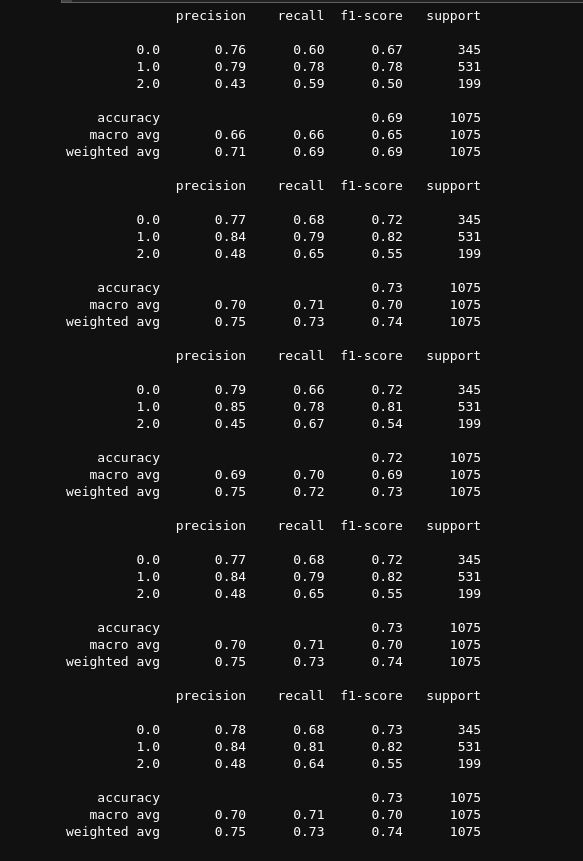 precision recall f1-score support
0.0 0.76 0.60 0.67 345
1.0 0.79 0.78 0.78 531
2.0 0.43 0.59 0.50 199
accuracy 0.69 1075
macro avg 0.66 0.66 0.65 1075
weighted avg 0.71 0.69 0.69 1075
precision recall f1-score support
0.0 0.77 0.68 0.72 345
1.0 0.84 0.79 0.82 531
2.0 0.48 0.65 0.55 199
accuracy 0.73 1075
macro avg 0.70 0.71 0.70 1075
weighted avg 0.75 0.73 0.74 1075
precision recall f1-score support
0.0 0.79 0.66 0.72 345
1.0 0.85 0.78 0.81 531
2.0 0.45 0.67 0.54 199
accuracy 0.72 1075
macro avg 0.69 0.70 0.69 1075
weighted avg 0.75 0.72 0.73 1075
precision recall f1-score support
0.0 0.77 0.68 0.72 345
1.0 0.84 0.79 0.82 531
2.0 0.48 0.65 0.55 199
accuracy 0.73 1075
macro avg 0.70 0.71 0.70 1075
weighted avg 0.75 0.73 0.74 1075
precision recall f1-score support
0.0 0.78 0.68 0.73 345
1.0 0.84 0.81 0.82 531
2.0 0.48 0.64 0.55 199
accuracy 0.73 1075
macro avg 0.70 0.71 0.70 1075
weighted avg 0.75 0.73 0.74 1075